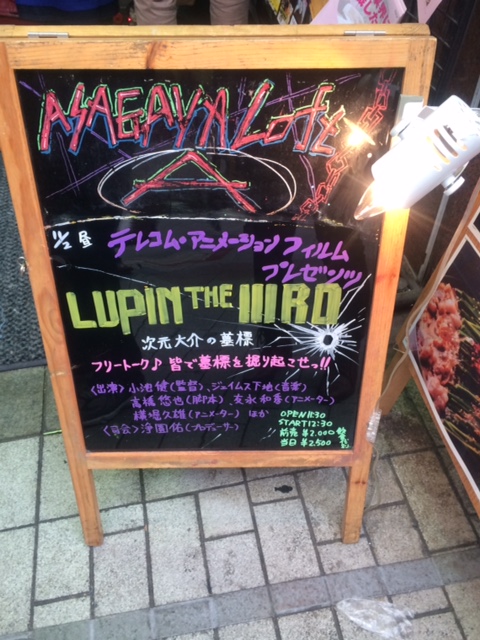 ASAGAYA Loft
A
11/2 昼
テレコム・アニメーションフィルム
プレゼンツ
LUPIN THE IIIRD
次元大介の墓標
フリートーク♪ 皆で墓標を掘り起こせっ!!
〈出演〉小池健(監督)、ジェイムス下地(音楽)
高橋悠也(脚本)、友永和秀(アニメーター)
横堀久雄(アニメーター) ほか
〈司会〉浄園祐(プロデューサー)
OPEN 11:30
START 12:30
前売 ¥2,000
当日 ¥2,500